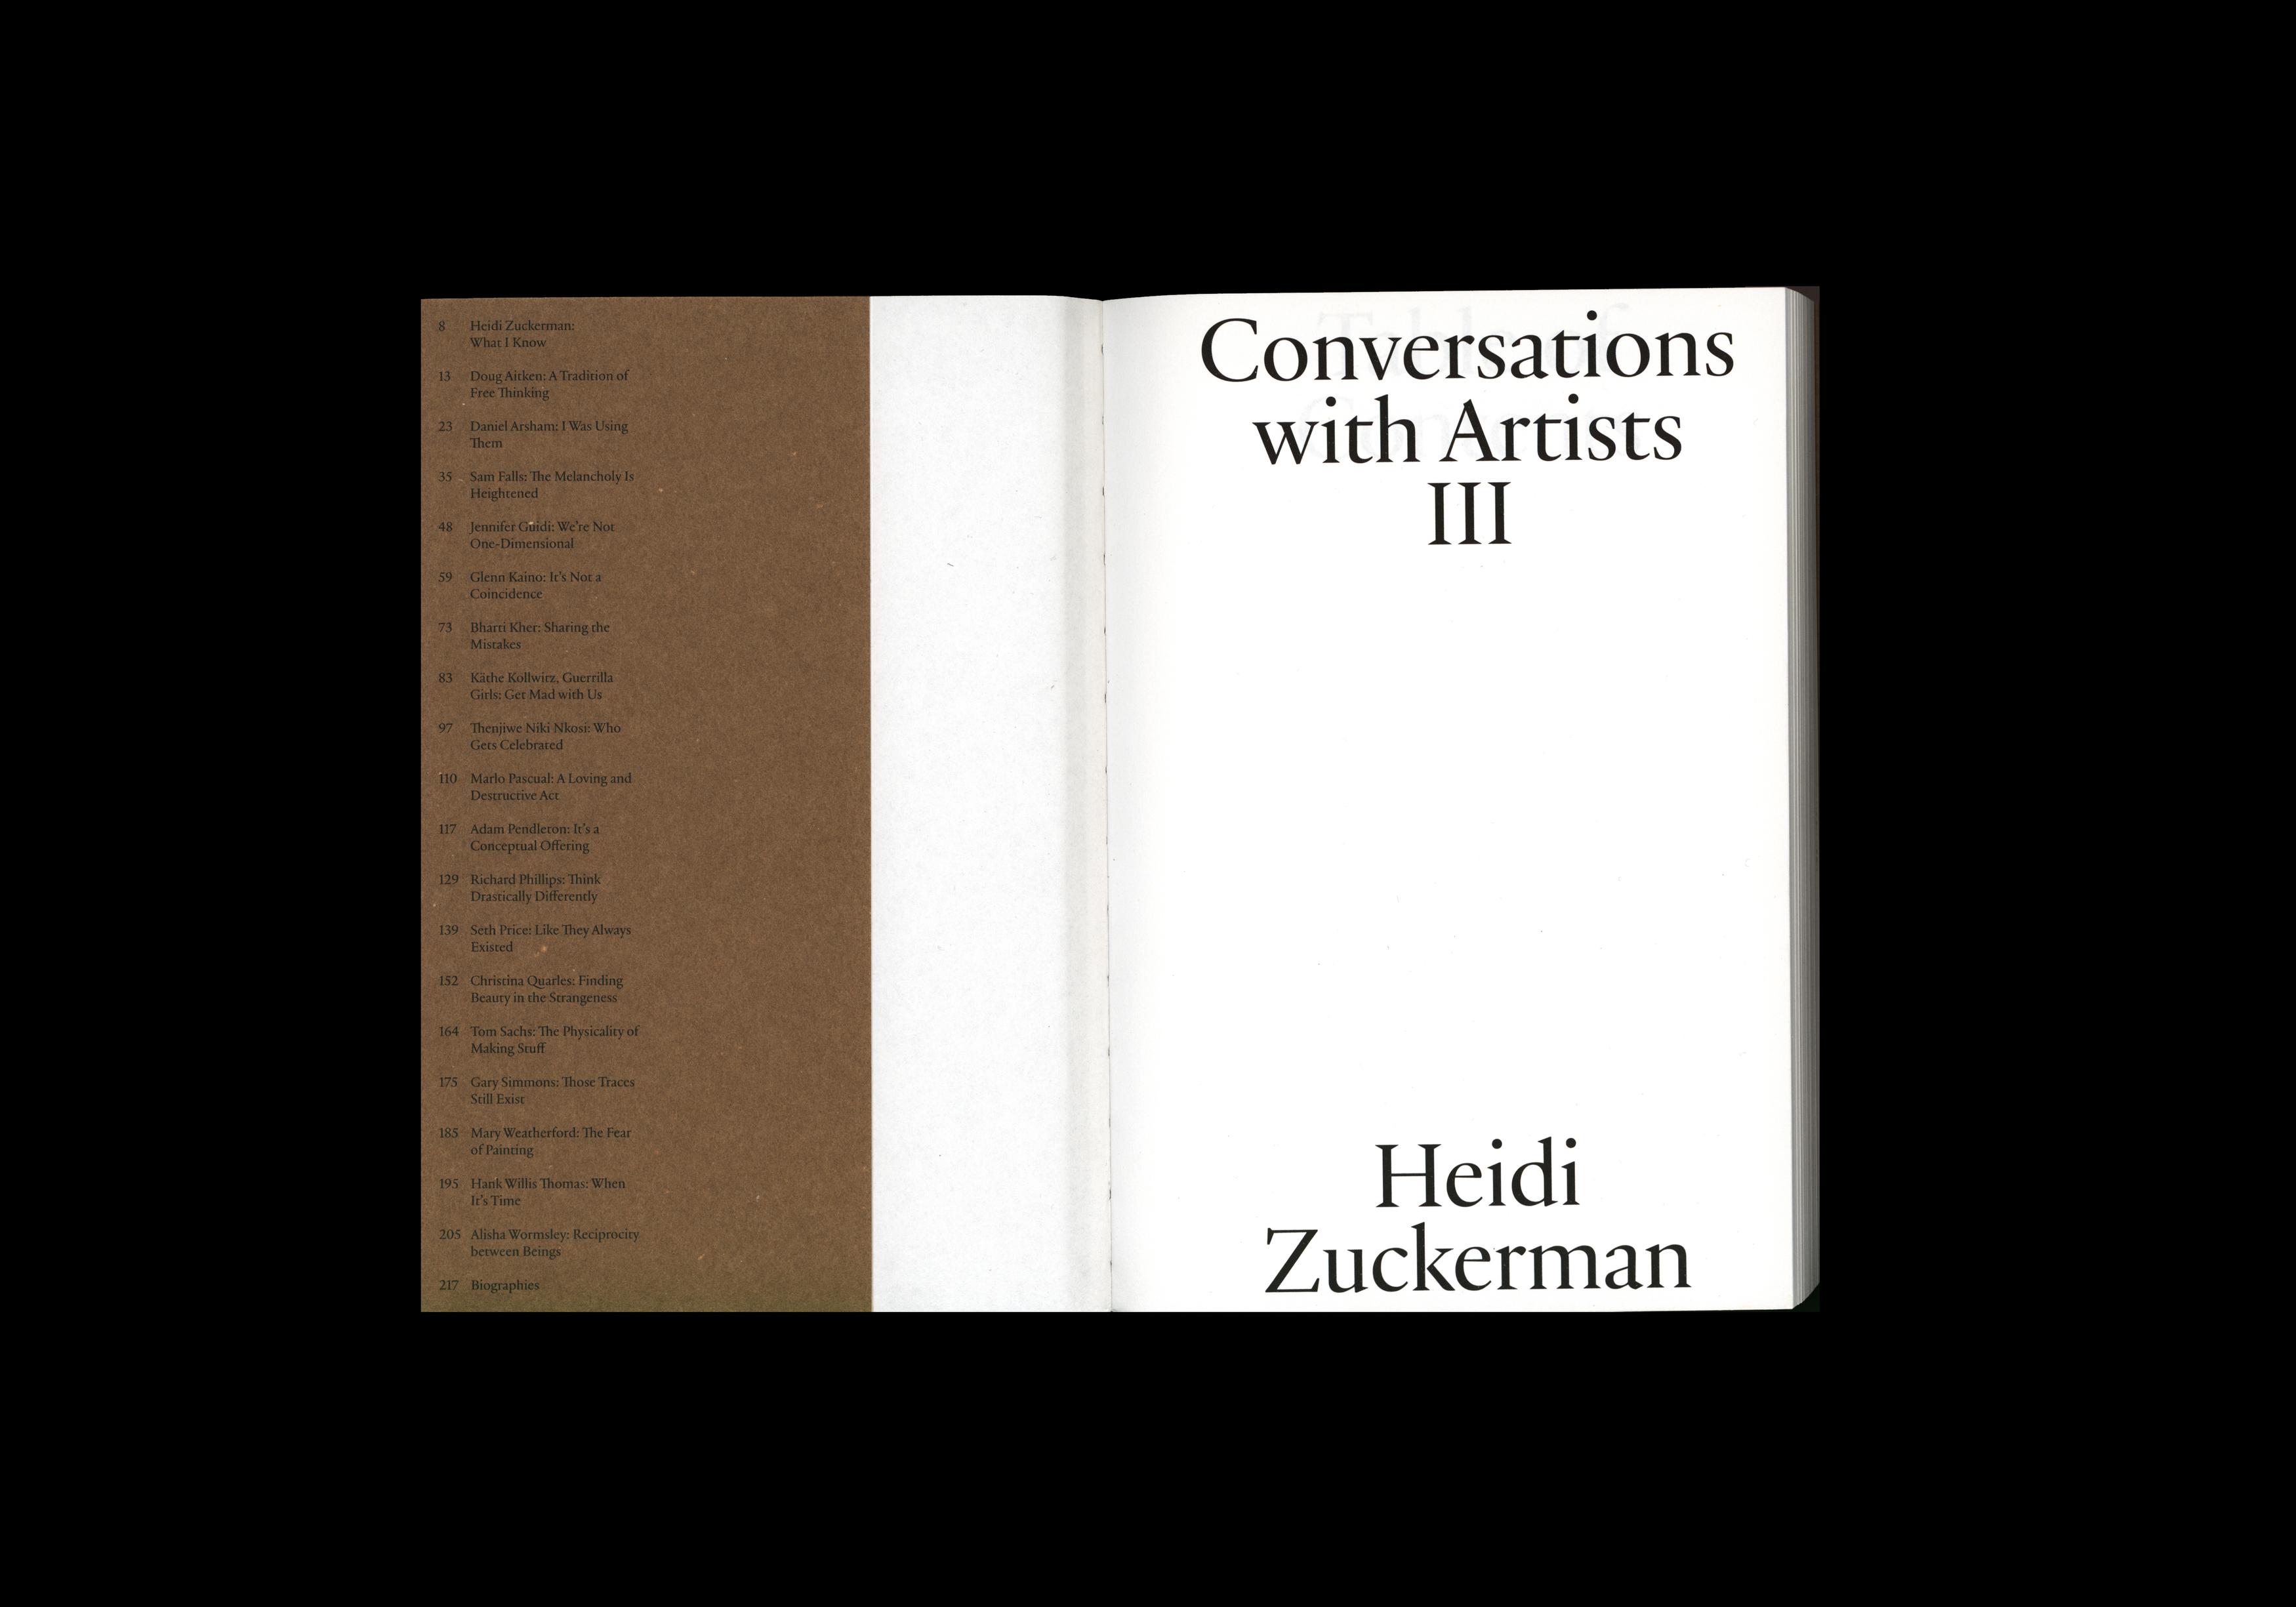 8 Heidi Zuckerman:
What I Know
13 Doug Aitken: A Tradition of
Free Thinking
23 Daniel Arsham: I Was Using
Them
35 Sam Falls: The Melancholy Is
Heightened
48 Jennifer Guidi: We're Not
One-Dimensional
59 Glenn Kaino: It's Not a
Coincidence
73 Bharti Kher: Sharing the
Mistakes
83 Käthe Kollwitz, Guerrilla
Girls: Get Mad with Us
97 Thenjiwe Niki Nkosi: Who
Gets Celebrated
110 Marlo Pascual: A Loving and
Destructive Act
117 Adam Pendleton: It's a
Conceptual Offering
129 Richard Phillips: Think
Drastically Differently
139 Seth Price: Like They Always
Existed
152 Christina Quarles: Finding
Beauty in the Strangeness
164 Tom Sachs: The Physicality of
Making Stuff
175 Gary Simmons: Those Traces
Still Exist
185 Mary Weatherford: The Fear
of Painting
195 Hank Willis Thomas: When
It's Time
205 Alisha Wormsley: Reciprocity
between Beings
217 Biographies
Conversations
with Artists
III
Heidi
Zuckerman